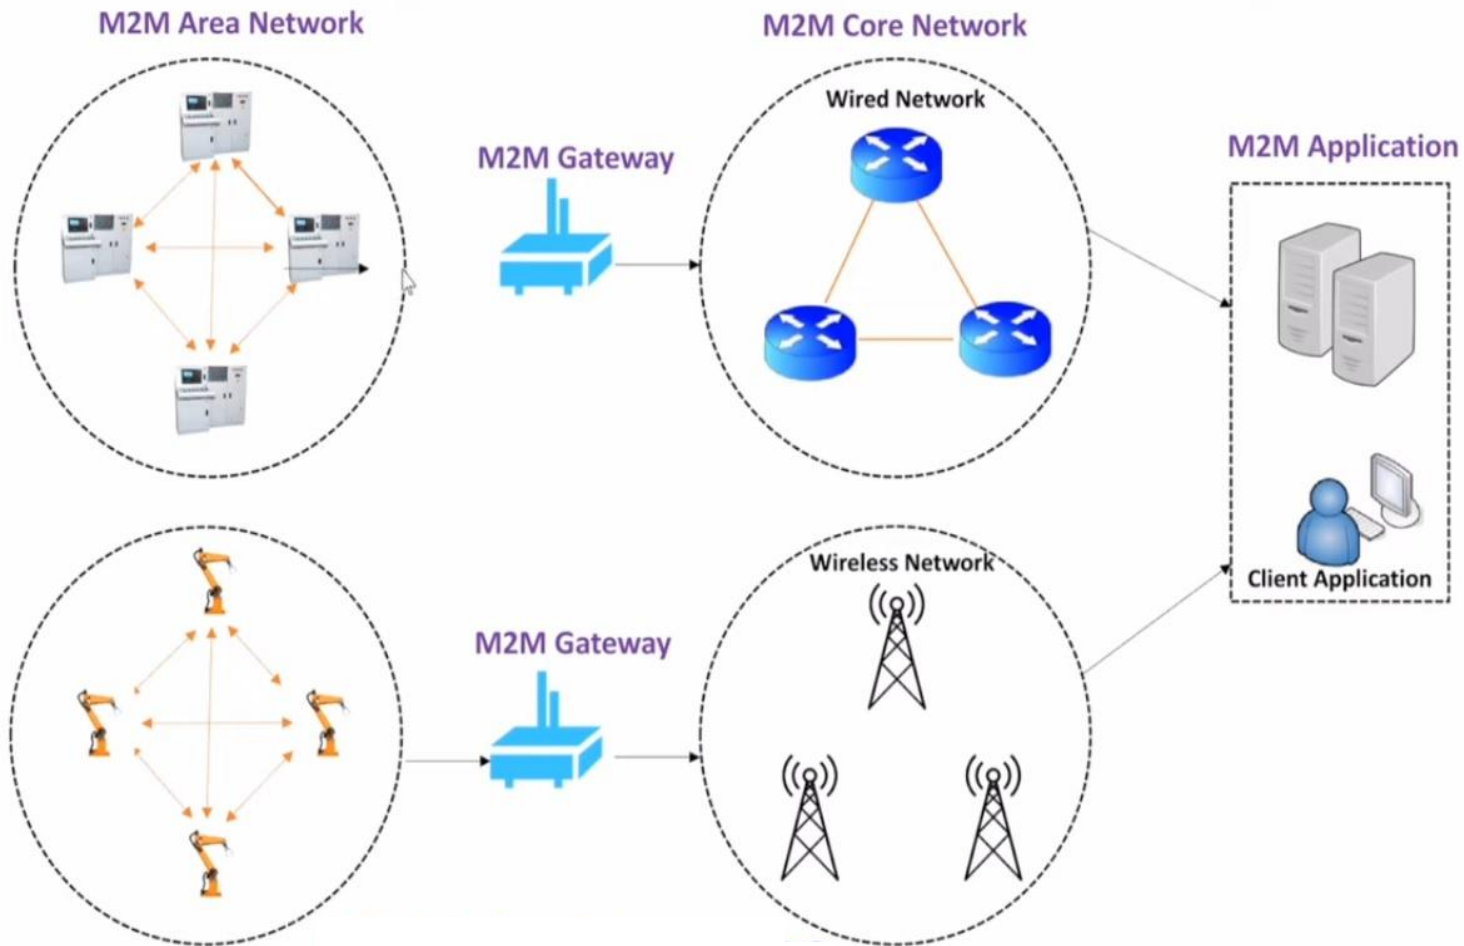 M2M Area Network
M2M Core Network
Wired Network
M2M Gateway
M2M Application
Client Application
Wireless Network
M2M Gateway